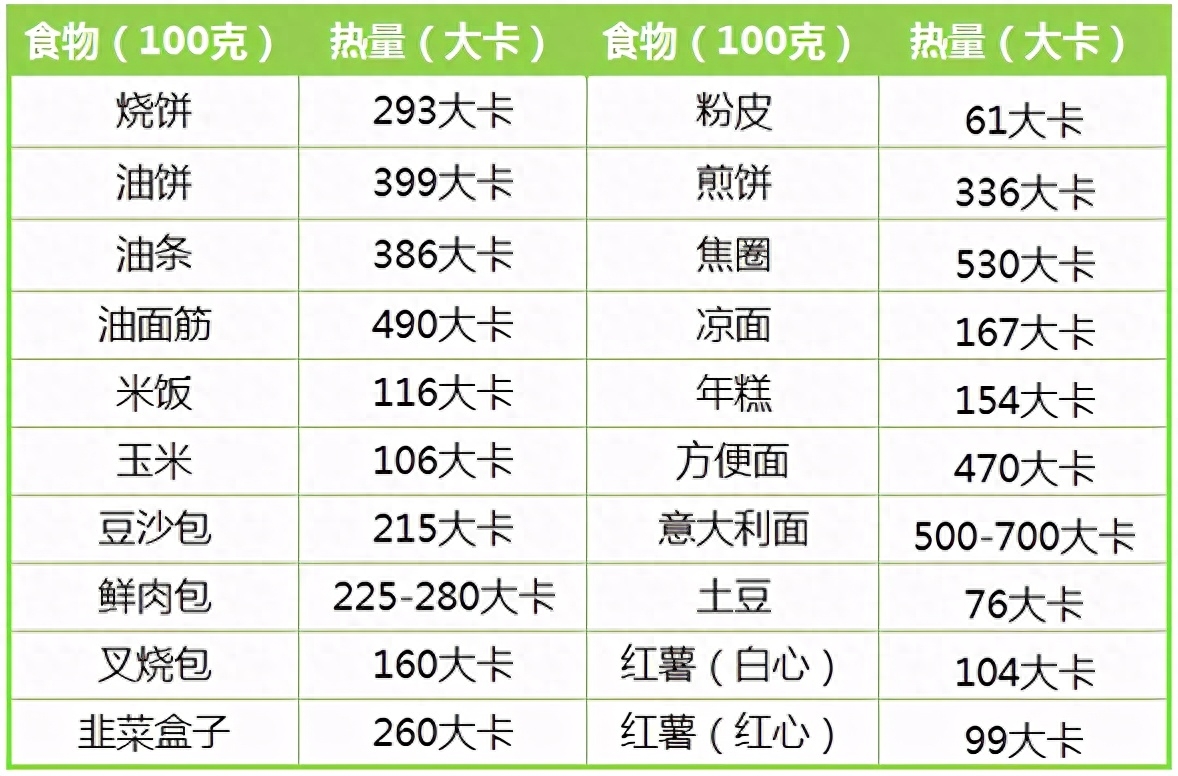 食物（100克） 热量（大卡） 食物（100克） 热量（大卡）
烧饼 293大卡 粉皮 61大卡
油饼 399大卡 煎饼 336大卡
油条 386大卡 焦圈 530大卡
油面筋 490大卡 凉面 167大卡
米饭 116大卡 年糕 154大卡
玉米 106大卡 方便面 470大卡
豆沙包 215大卡 意大利面 500-700大卡
鲜肉包 225-280大卡 土豆 76大卡
叉烧包 160大卡 红薯（白心） 104大卡
韭菜盒子 260大卡 红薯（红心） 99大卡